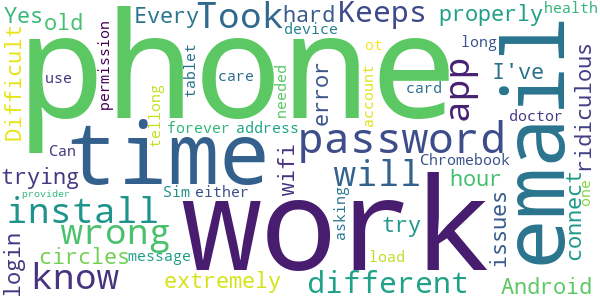 Yes
old
Every
Took
hard
Keeps
properly
health
phone
device
long
Difficult
permission
use
tablet
care
needed
error
card
account
ot
app
I've
email
ridiculous
tellong
forever
address
password
doctor
time
Can
Chromebook
one
trying
wifi
will
hour
provider
Sim
either
work
install
asking
try
issues
connect
wrong
login
circles
message
load
know
extremely
different
Android